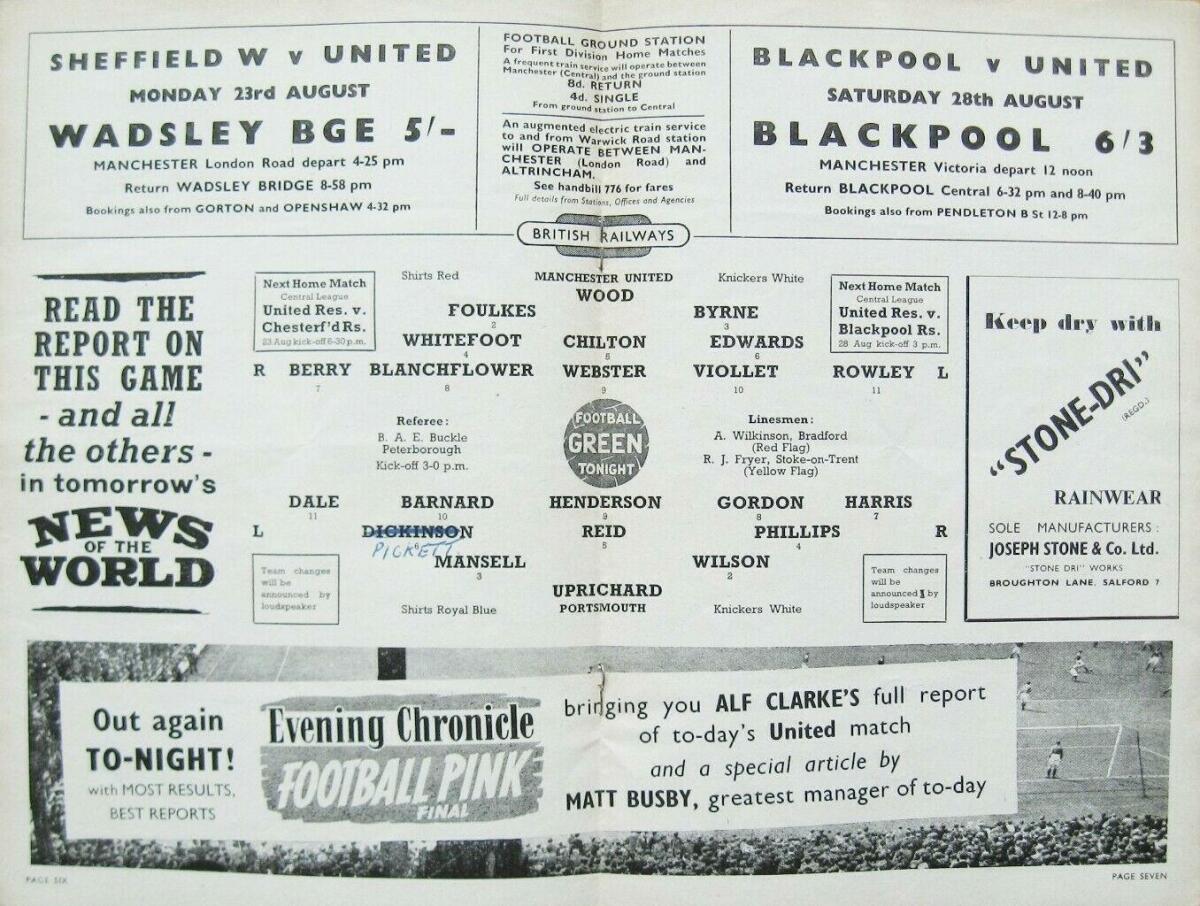 SHEFFIELD W v UNITED
MONDAY 23rd AUGUST
WADSLEY BGE 5/-
MANCHESTER London Road depart 4-25 pm
Return WADSLEY BRIDGE 8-58 pm
Bookings also from GORTON and OPENSHAW 4-32 pm
FOOTBALL GROUND STATION
For First Division Home Matches
A frequent train service will operate between
Manchester (Central) and the ground station
8d. RETURN
4d. SINGLE
From ground station to Central
An augmented electric train service
to and from Warwick Road station
will OPERATE BETWEEN MAN-
CHESTER (London Road) and
ALTRINCHAM.
See handbill 776 for fares
Full details from Stations, Offices and Agencies
BRITISH RAILWAYS
BLACKPOOL v UNITED
SATURDAY 28th AUGUST
BLACKPOOL 6/3
MANCHESTER Victoria depart 12 noon
Return BLACKPOOL Central 6-32 pm and 8-40 pm
Bookings also from PENDLETON B St 12-8 pm
READ THE
REPORT ON
THIS GAME
- and all
the others -
in tomorrow's
NEWS
OF THE
WORLD
Next Home Match
Central League
United Res. v.
Chesterf'd Rs.
23 Aug kick-off 6-30 p.m.
Shirts Red
MANCHESTER UNITED
Knickers White
WOOD
FOULKES BYRNE
2 3
WHITEFOOT CHILTON EDWARDS
4 5 6
R BERRY BLANCHFLOWER WEBSTER VIOLLET ROWLEY L
7 8 9 10 11
Next Home Match
Central League
United Res. v.
Blackpool Rs.
28 Aug kick-off 3 p.m.
Referee:
B. A. E. Buckle
Peterborough
Kick-off 3-0 p.m.
FOOTBALL
GREEN
TONIGHT
Linesmen:
A. Wilkinson, Bradford
(Red Flag)
R. J. Fryer, Stoke-on-Trent
(Yellow Flag)
DALE BARNARD HENDERSON GORDON HARRIS
11 10 9 8 7
L DICKINSON REID PHILLIPS R
6 5 4
PICKETT
MANSELL WILSON
3 2
UPRICHARD
Shirts Royal Blue
PORTSMOUTH
Knickers White
Team changes
will be
announced by
loudspeaker
Team changes
will be
announced by
loudspeaker
Keep dry with
"STONE-DRI"
(REGD.)
RAINWEAR
SOLE MANUFACTURERS:
JOSEPH STONE & Co. Ltd.
"STONE DRI" WORKS
BROUGHTON LANE, SALFORD 7
Out again
TO-NIGHT!
with MOST RESULTS,
BEST REPORTS
Evening Chronicle
FOOTBALL PINK
FINAL
bringing you ALF CLARKE'S full report
of to-day's United match
and a special article by
MATT BUSBY, greatest manager of to-day
PAGE SIX
PAGE SEVEN